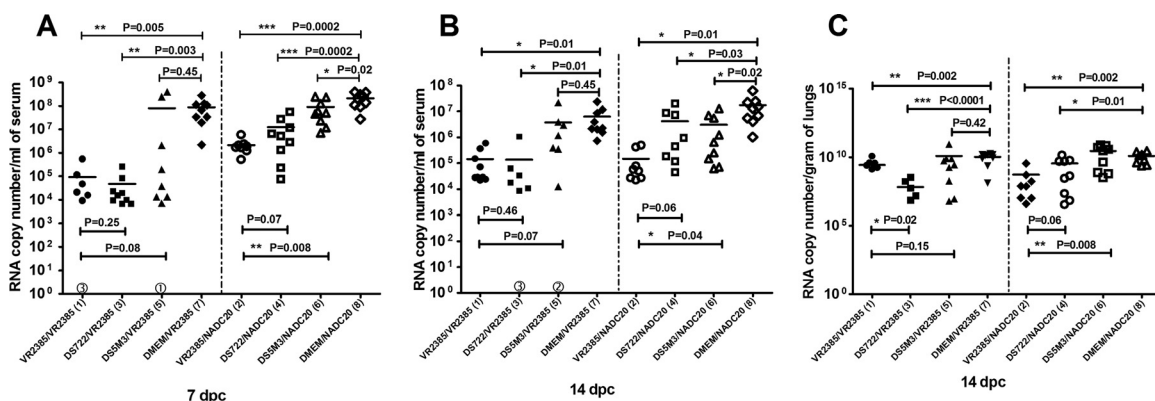 A
** P=0.005
*** P=0.0002
** P=0.003
*** P=0.0002
P=0.45
* P=0.02
RNA copy number/ml of serum
10⁹
10⁸
10⁷
10⁶
10⁵
10⁴
10³
10²
10¹
10⁰
P=0.25
P=0.07
P=0.08
** P=0.008
③
①
VR2385/VR2385 (1)
DS722/VR2385 (3)
DS5M3/VR2385 (5)
DMEM/VR2385 (7)
VR2385/NADC20 (2)
DS722/NADC20 (4)
DS5M3/NADC20 (6)
DMEM/NADC20 (8)
7 dpc
B
* P=0.01
* P=0.01
* P=0.01
* P=0.03
P=0.45
* P=0.02
RNA copy number/ml of serum
10⁸
10⁷
10⁶
10⁵
10⁴
10³
10²
10¹
10⁰
P=0.46
P=0.06
P=0.07
* P=0.04
③
②
VR2385/VR2385 (1)
DS722/VR2385 (3)
DS5M3/VR2385 (5)
DMEM/VR2385 (7)
VR2385/NADC20 (2)
DS722/NADC20 (4)
DS5M3/NADC20 (6)
DMEM/NADC20 (8)
14 dpc
C
** P=0.002
** P=0.002
*** P<0.0001
* P=0.01
P=0.42
RNA copy number/gram of lungs
10¹⁵
10¹⁰
10⁵
10⁰
* P=0.02
P=0.06
P=0.15
** P=0.008
VR2385/VR2385 (1)
DS722/VR2385 (3)
DS5M3/VR2385 (5)
DMEM/VR2385 (7)
VR2385/NADC20 (2)
DS722/NADC20 (4)
DS5M3/NADC20 (6)
DMEM/NADC20 (8)
14 dpc